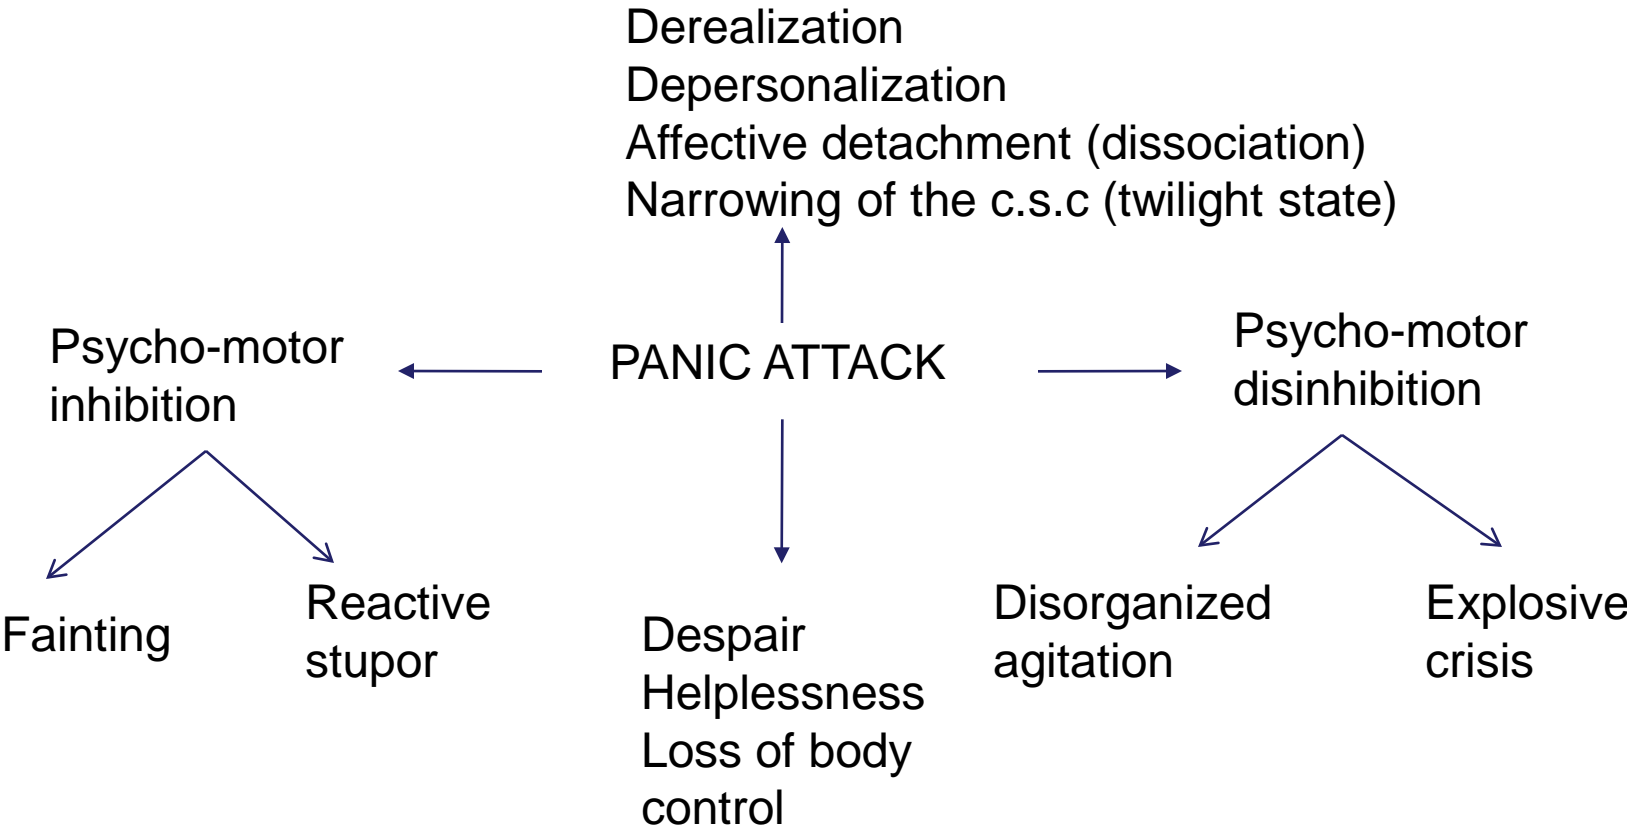 Derealization
Depersonalization
Affective detachment (dissociation)
Narrowing of the c.s.c (twilight state)
Psycho-motor
inhibition
PANIC ATTACK
Psycho-motor
disinhibition
Fainting
Reactive
stupor
Despair
Helplessness
Loss of body
control
Disorganized
agitation
Explosive
crisis